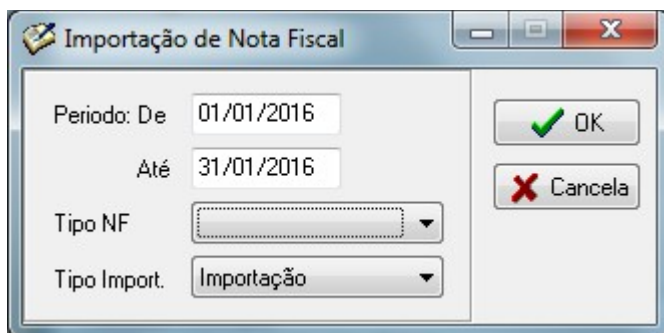 Importação de Nota Fiscal
Periodo: De 01/01/2016
Até 31/01/2016
Tipo NF
Tipo Import. Importação
OK
Cancela